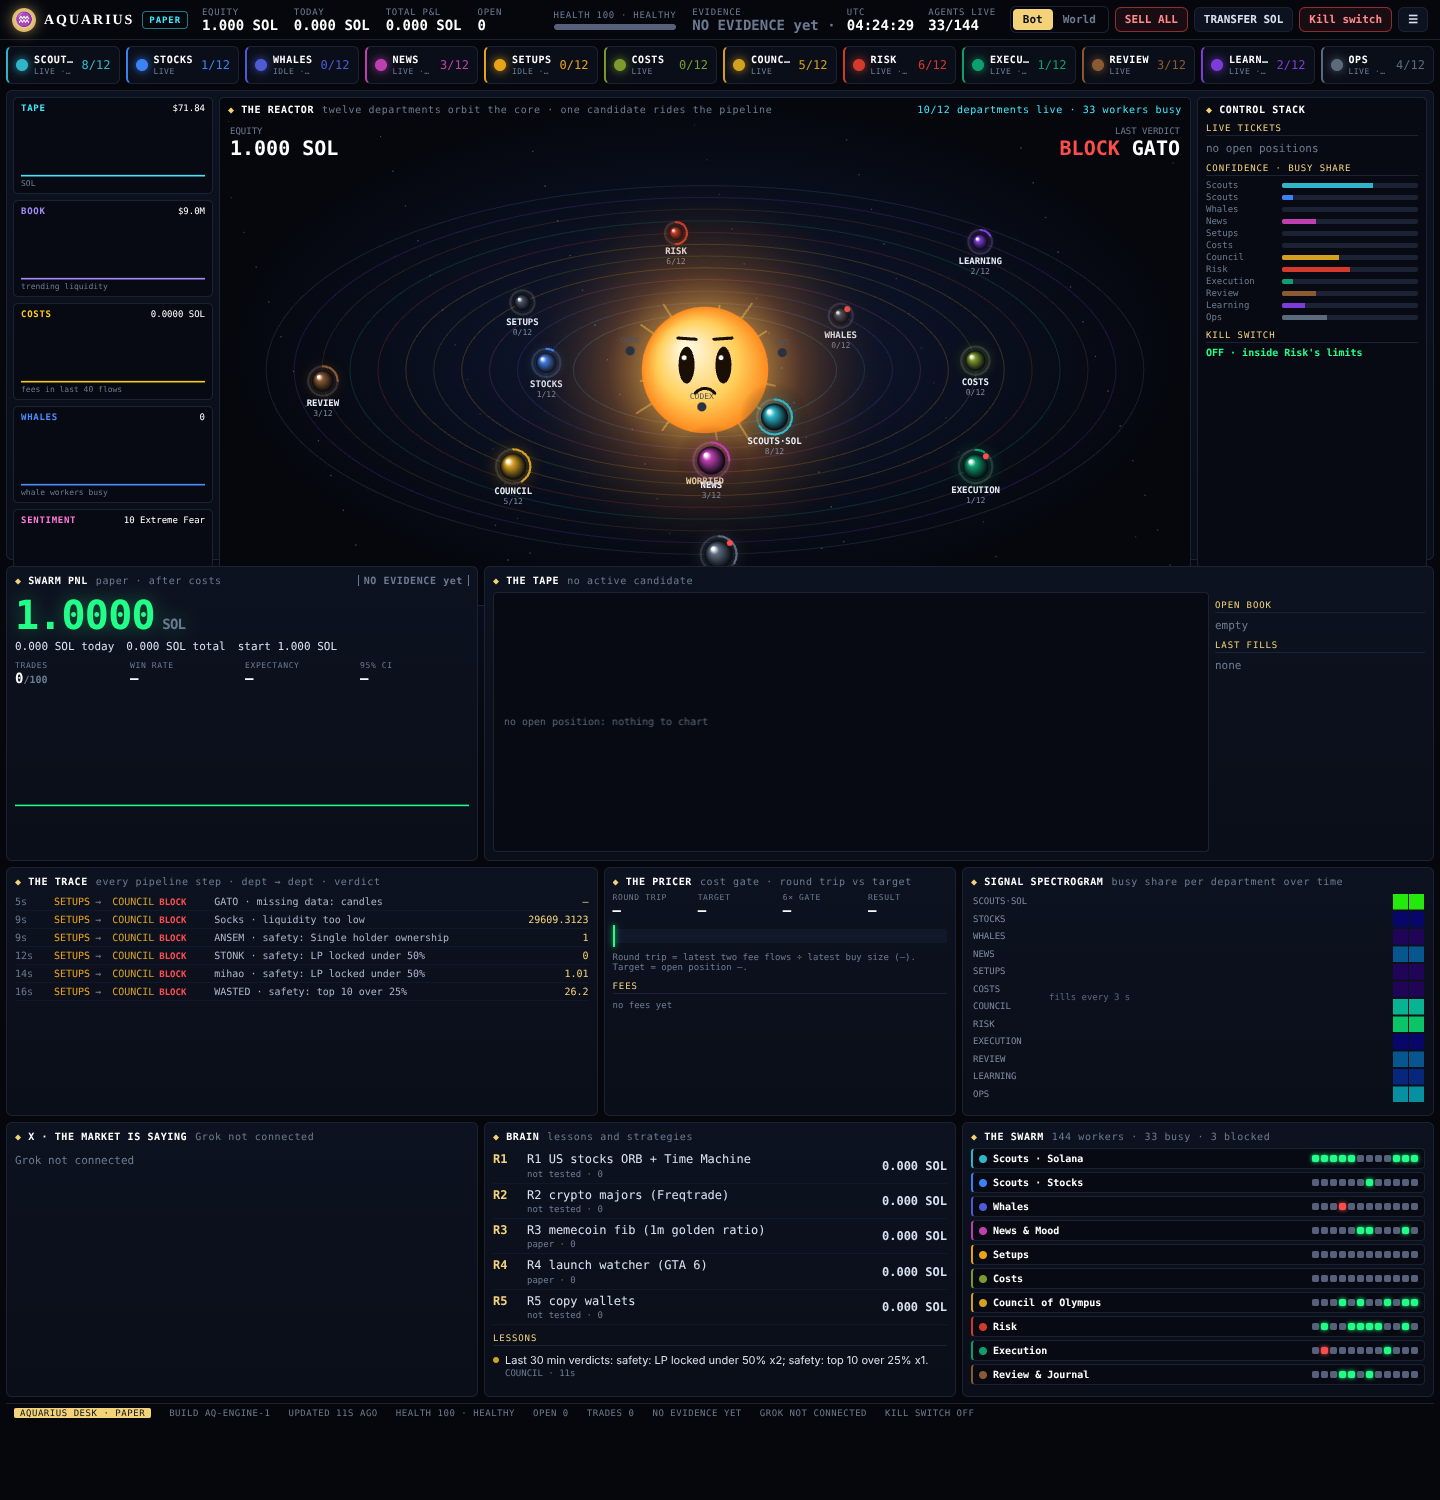 AQUARIUS PAPER
EQUITY 1.000 SOL
TODAY 0.000 SOL
TOTAL P&L 0.000 SOL
OPEN 0
HEALTH 100 · HEALTHY
EVIDENCE NO EVIDENCE yet ·
UTC 04:24:29
AGENTS LIVE 33/144
Bot World SELL ALL TRANSFER SOL Kill switch ☰
SCOUT… LIVE ·… 8/12
STOCKS LIVE 1/12
WHALES IDLE ·… 0/12
NEWS LIVE ·… 3/12
SETUPS IDLE ·… 0/12
COSTS LIVE 0/12
COUNC… LIVE 5/12
RISK LIVE ·… 6/12
EXECU… LIVE ·… 1/12
REVIEW LIVE 3/12
LEARN… LIVE ·… 2/12
OPS LIVE ·… 4/12
TAPE $71.84
SOL
BOOK $9.0M
trending liquidity
COSTS 0.0000 SOL
fees in last 40 flows
WHALES 0
whale workers busy
SENTIMENT 10 Extreme Fear
◆ THE REACTOR twelve departments orbit the core · one candidate rides the pipeline 10/12 departments live · 33 workers busy
EQUITY
1.000 SOL
LAST VERDICT
BLOCK GATO
RISK
6/12
LEARNING
2/12
SETUPS
0/12
WHALES
0/12
STOCKS
1/12
COSTS
0/12
REVIEW
3/12
CODEX
SCOUTS·SOL
8/12
WORRIED
NEWS
3/12
COUNCIL
5/12
EXECUTION
1/12
◆ CONTROL STACK
LIVE TICKETS
no open positions
CONFIDENCE · BUSY SHARE
Scouts
Scouts
Whales
News
Setups
Costs
Council
Risk
Execution
Review
Learning
Ops
KILL SWITCH
OFF · inside Risk's limits
◆ SWARM PNL paper · after costs NO EVIDENCE yet
1.0000 SOL
0.000 SOL today 0.000 SOL total start 1.000 SOL
TRADES WIN RATE EXPECTANCY 95% CI
0/100 — — —
◆ THE TAPE no active candidate
no open position: nothing to chart
OPEN BOOK
empty
LAST FILLS
none
◆ THE TRACE every pipeline step · dept → dept · verdict
5s SETUPS → COUNCIL BLOCK GATO · missing data: candles —
9s SETUPS → COUNCIL BLOCK Socks · liquidity too low 29609.3123
9s SETUPS → COUNCIL BLOCK ANSEM · safety: Single holder ownership 1
12s SETUPS → COUNCIL BLOCK STONK · safety: LP locked under 50% 0
14s SETUPS → COUNCIL BLOCK mihao · safety: LP locked under 50% 1.01
16s SETUPS → COUNCIL BLOCK WASTED · safety: top 10 over 25% 26.2
◆ THE PRICER cost gate · round trip vs target
ROUND TRIP TARGET 6× GATE RESULT
— — — —
Round trip = latest two fee flows ÷ latest buy size (—).
Target = open position —.
FEES
no fees yet
◆ SIGNAL SPECTROGRAM busy share per department over time
SCOUTS·SOL
STOCKS
WHALES
NEWS
SETUPS
COSTS
fills every 3 s
COUNCIL
RISK
EXECUTION
REVIEW
LEARNING
OPS
◆ X · THE MARKET IS SAYING Grok not connected
Grok not connected
◆ BRAIN lessons and strategies
R1 R1 US stocks ORB + Time Machine 0.000 SOL
not tested · 0
R2 R2 crypto majors (Freqtrade) 0.000 SOL
not tested · 0
R3 R3 memecoin fib (1m golden ratio) 0.000 SOL
paper · 0
R4 R4 launch watcher (GTA 6) 0.000 SOL
paper · 0
R5 R5 copy wallets 0.000 SOL
not tested · 0
LESSONS
Last 30 min verdicts: safety: LP locked under 50% x2; safety: top 10 over 25% x1.
COUNCIL · 11s
◆ THE SWARM 144 workers · 33 busy · 3 blocked
Scouts · Solana
Scouts · Stocks
Whales
News & Mood
Setups
Costs
Council of Olympus
Risk
Execution
Review & Journal
AQUARIUS DESK · PAPER BUILD AQ-ENGINE-1 UPDATED 11S AGO HEALTH 100 · HEALTHY OPEN 0 TRADES 0 NO EVIDENCE YET GROK NOT CONNECTED KILL SWITCH OFF